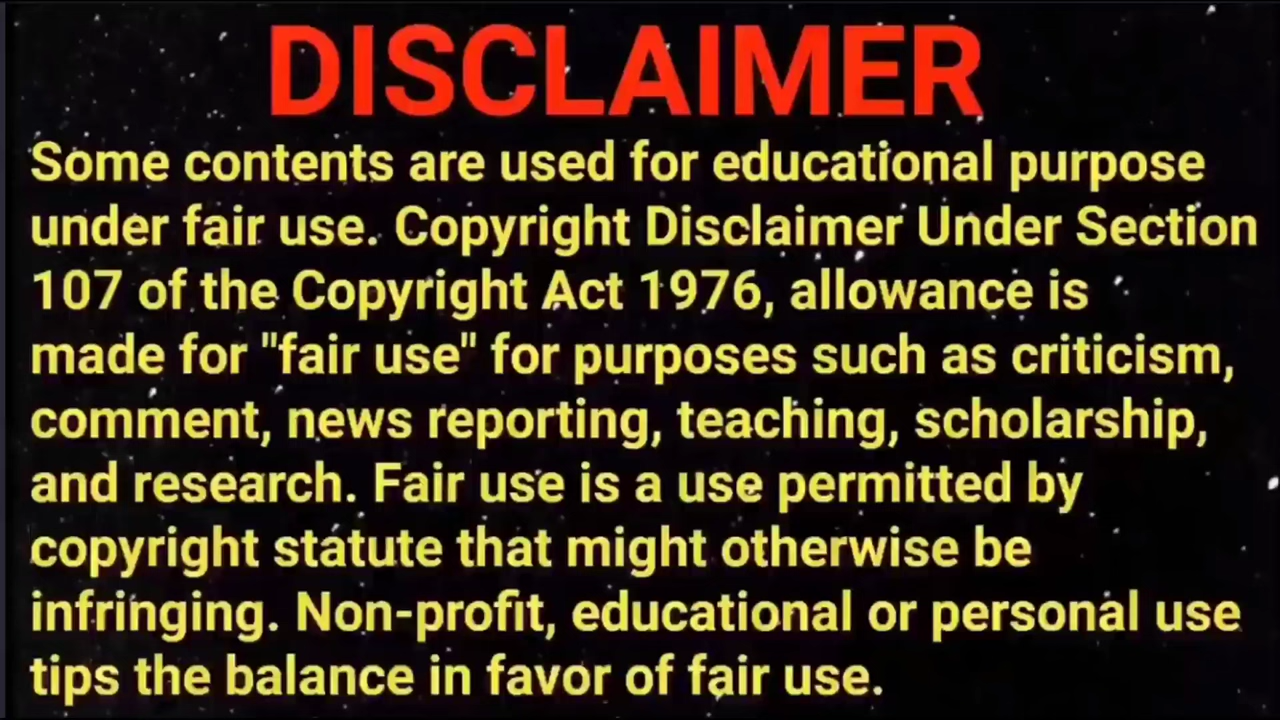 DISCLAIMER
Some contents are used for educational purpose
under fair use. Copyright Disclaimer Under Section
107 of the Copyright Act 1976, allowance is
made for "fair use" for purposes such as criticism,
comment, news reporting, teaching, scholarship,
and research. Fair use is a use permitted by
copyright statute that might otherwise be
infringing. Non-profit, educational or personal use
tips the balance in favor of fair use.